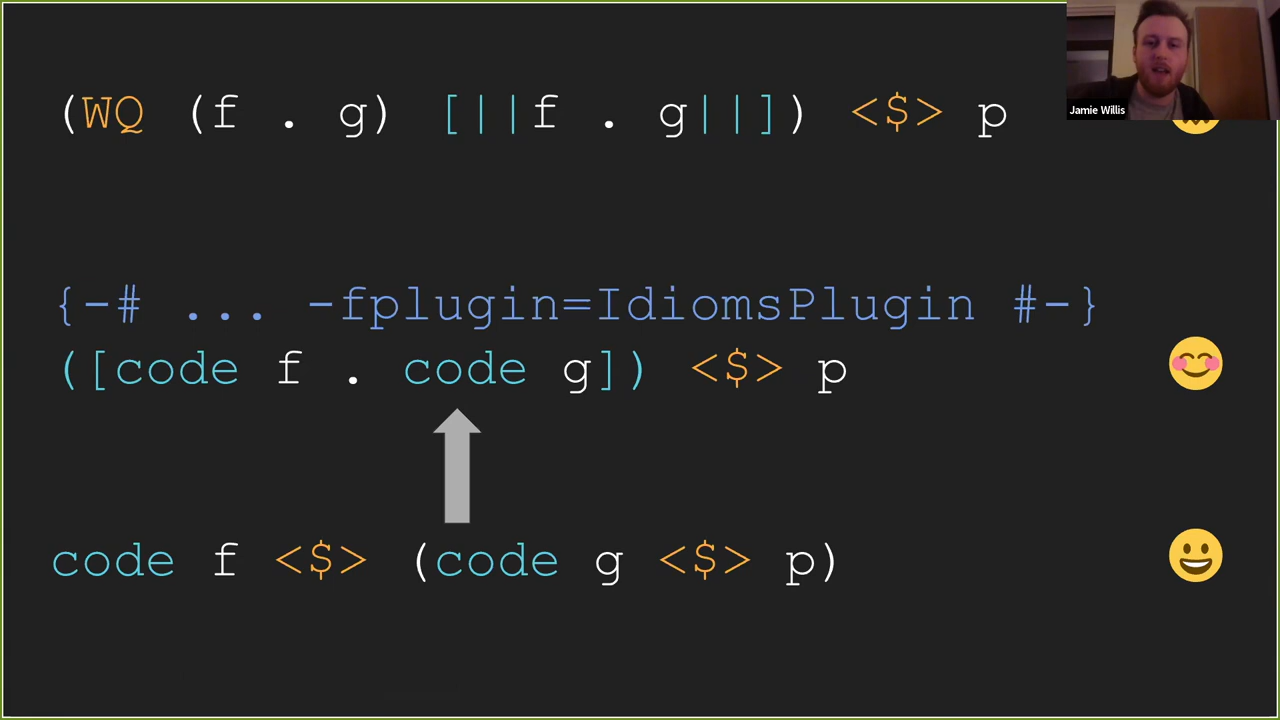 (WQ (f . g) [||f . g||]) <$> p
Jamie Willis
{-# ... -fplugin=IdiomsPlugin #-}
([code f . code g]) <$> p
code f <$> (code g <$> p)